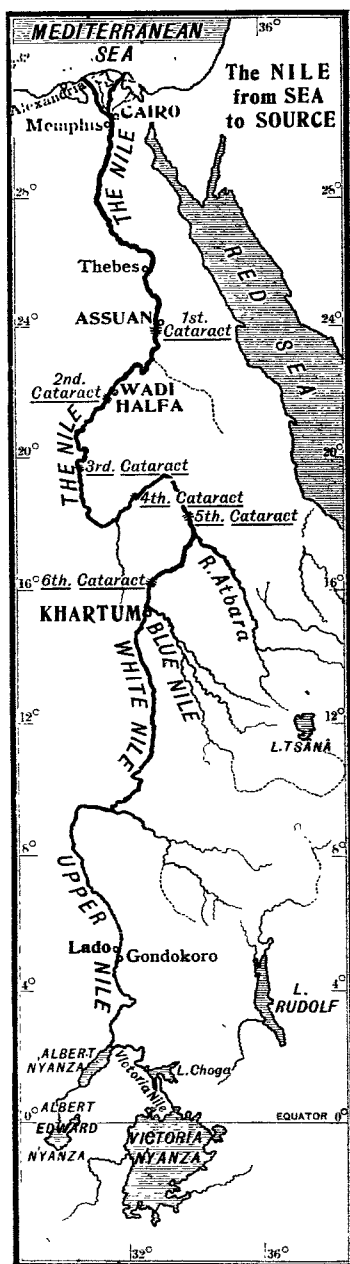 MEDITERRANEAN
SEA
36°
The NILE
from SEA
to SOURCE
Alexandria
CAIRO
Memphis
THE NILE
28°
28°
Thebes
RED SEA
ASSUAN
1st.
Cataract
24°
24°
2nd.
Cataract
WADI
HALFA
THE NILE
20°
20°
3rd. Cataract
4th. Cataract
5th. Cataract
6th. Cataract
16°
16°
R. Atbara
KHARTUM
BLUE NILE
WHITE NILE
12°
12°
L. TSÂNÂ
8°
8°
UPPER
NILE
Lado
Gondokoro
4°
4°
L.
RUDOLF
ALBERT
NYANZA
Victoria Nile
L. Choga
ALBERT
EDWARD
NYANZA
0°
EQUATOR 0°
VICTORIA
NYANZA
32°
36°